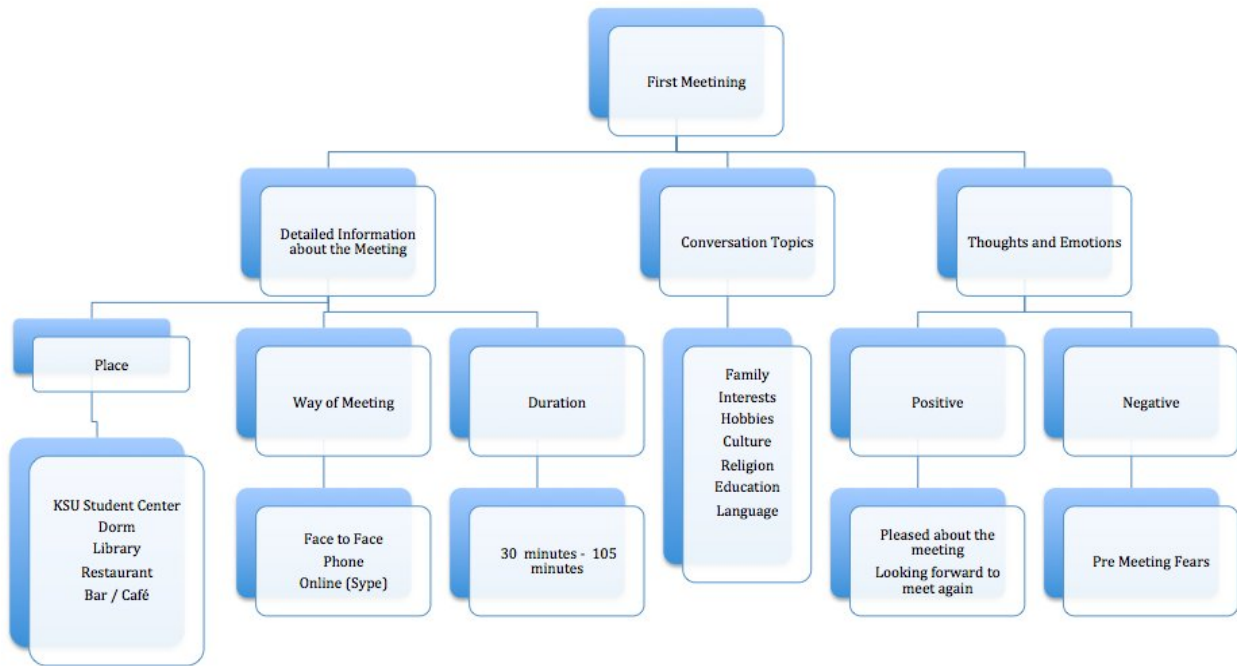 First Meetining
Detailed Information
about the Meeting
Conversation Topics
Thoughts and Emotions
Place
Way of Meeting
Duration
Family
Interests
Hobbies
Culture
Religion
Education
Language
Positive
Negative
KSU Student Center
Dorm
Library
Restaurant
Bar / Café
Face to Face
Phone
Online (Sype)
30 minutes - 105
minutes
Pleased about the
meeting
Looking forward to
meet again
Pre Meeting Fears